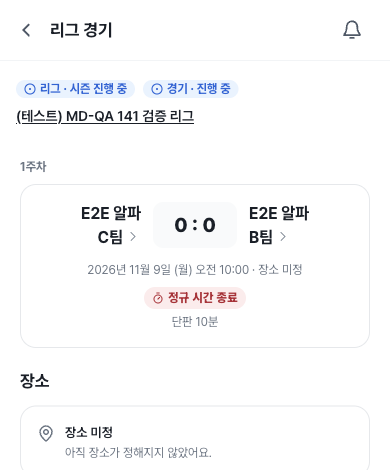 리그 경기
리그 · 시즌 진행 중 경기 · 진행 중
(테스트) MD-QA 141 검증 리그
1주차
E2E 알파 C팀 0 : 0 E2E 알파 B팀
2026년 11월 9일 (월) 오전 10:00 · 장소 미정
정규 시간 종료
단판 10분
장소
장소 미정
아직 장소가 정해지지 않았어요.